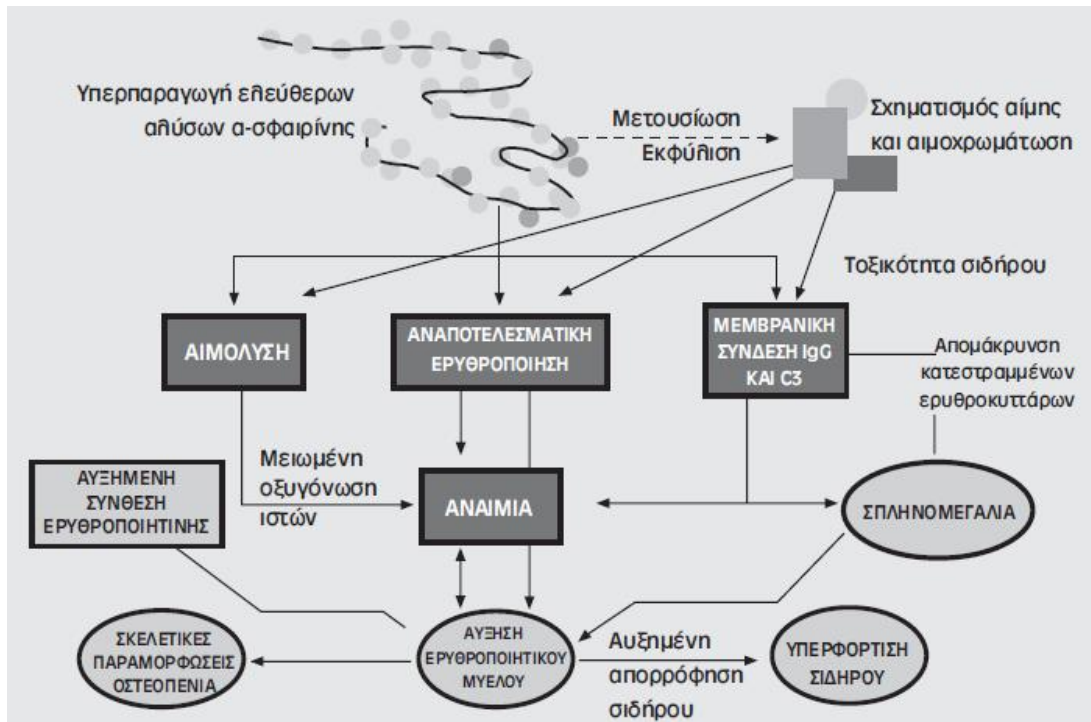 Υπερπαραγωγή ελεύθερων
αλύσων α-σφαιρίνης
Μετουσίωση
Εκφύλιση
Σχηματισμός αίμης
και αιμοχρωμάτωση
Τοξικότητα σιδήρου
ΑΙΜΟΛΥΣΗ
ΑΝΑΠΟΤΕΛΕΣΜΑΤΙΚΗ
ΕΡΥΘΡΟΠΟΙΗΣΗ
ΜΕΜΒΡΑΝΙΚΗ
ΣΥΝΔΕΣΗ IgG
ΚΑΙ C3
Απομάκρυνση
κατεστραμμένων
ερυθροκυττάρων
ΑΥΞΗΜΕΝΗ
ΣΥΝΘΕΣΗ
ΕΡΥΘΡΟΠΟΙΗΤΙΝΗΣ
Μειωμένη
οξυγόνωση
ιστών
ΑΝΑΙΜΙΑ
ΣΠΛΗΝΟΜΕΓΑΛΙΑ
ΣΚΕΛΕΤΙΚΕΣ
ΠΑΡΑΜΟΡΦΩΣΕΙΣ
ΟΣΤΕΟΠΕΝΙΑ
ΑΥΞΗΣΗ
ΕΡΥΘΡΟΠΟΙΗΤΙΚΟΥ
ΜΥΕΛΟΥ
Αυξημένη
απορρόφηση
σιδήρου
ΥΠΕΡΦΟΡΤΙΣΗ
ΣΙΔΗΡΟΥ